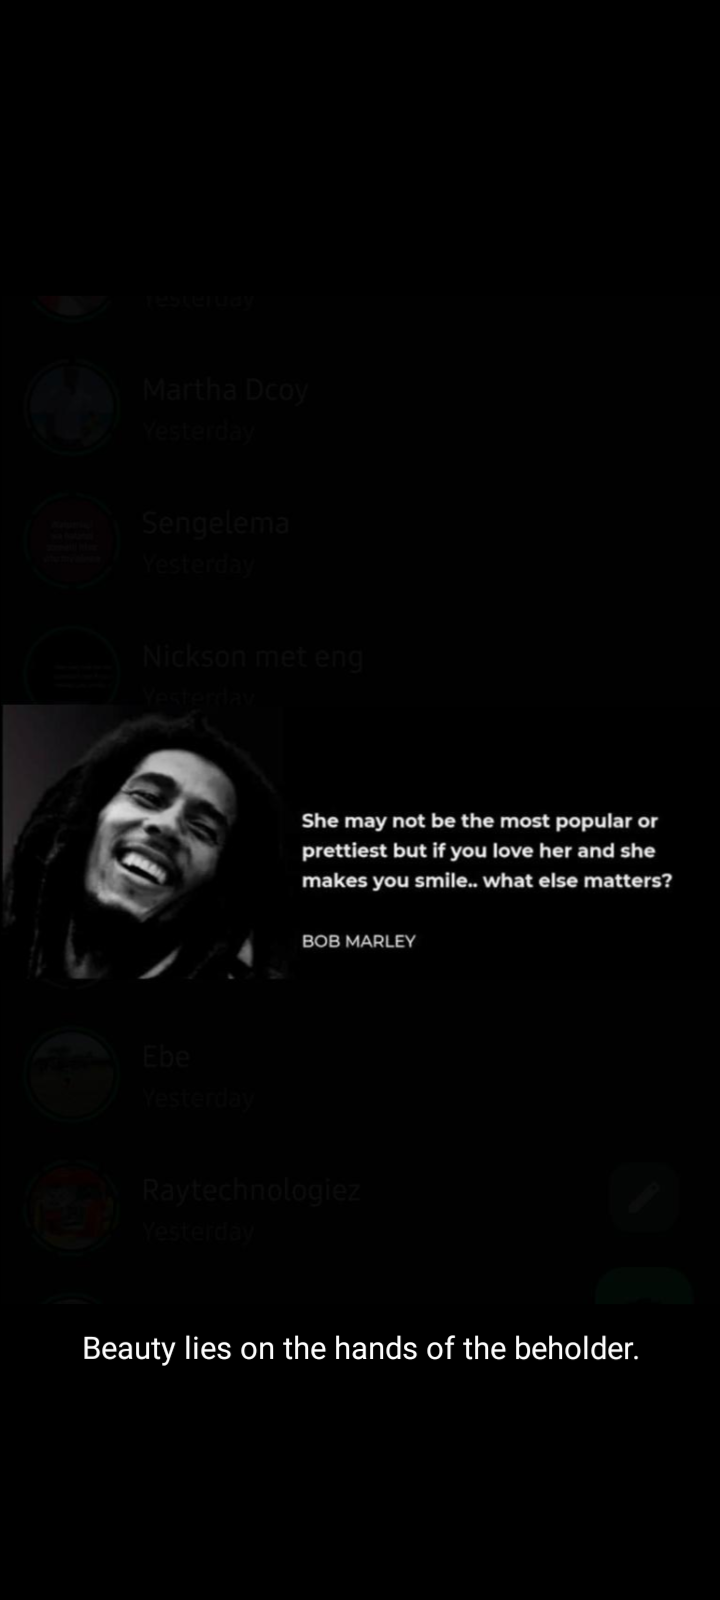 Yesterday
Martha Dcoy
Yesterday
Sengelema
Yesterday
Nickson met eng
Yesterday
She may not be the most popular or
prettiest but if you love her and she
makes you smile.. what else matters?
BOB MARLEY
Ebe
Yesterday
Raytechnologiez
Yesterday
Beauty lies on the hands of the beholder.